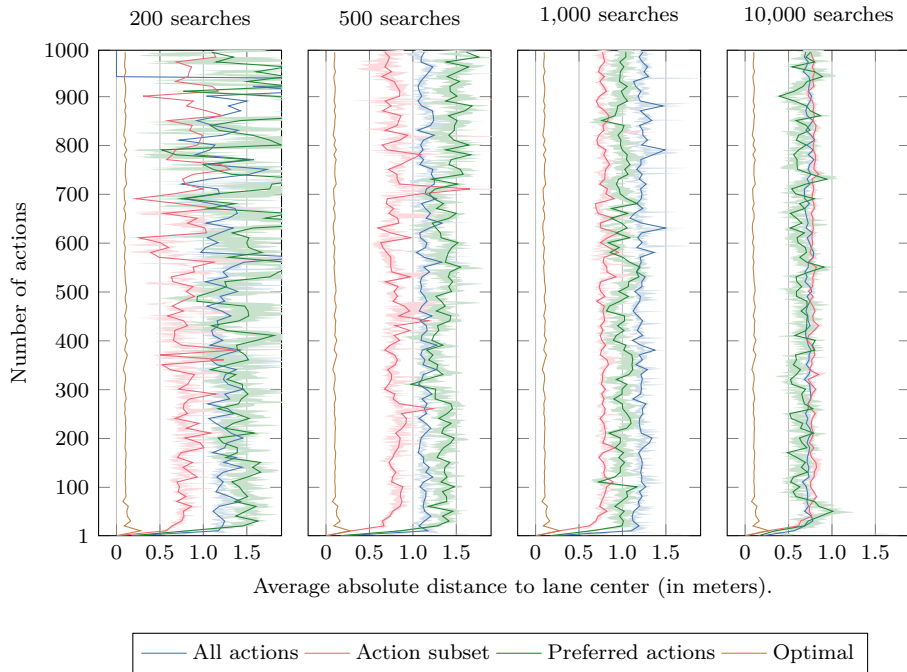 200 searches
500 searches
1,000 searches
10,000 searches
Number of actions
1000
900
800
700
600
500
400
300
200
100
1
0 0.5 1.0 1.5
0 0.5 1.0 1.5
0 0.5 1.0 1.5
0 0.5 1.0 1.5
Average absolute distance to lane center (in meters).
All actions Action subset Preferred actions Optimal